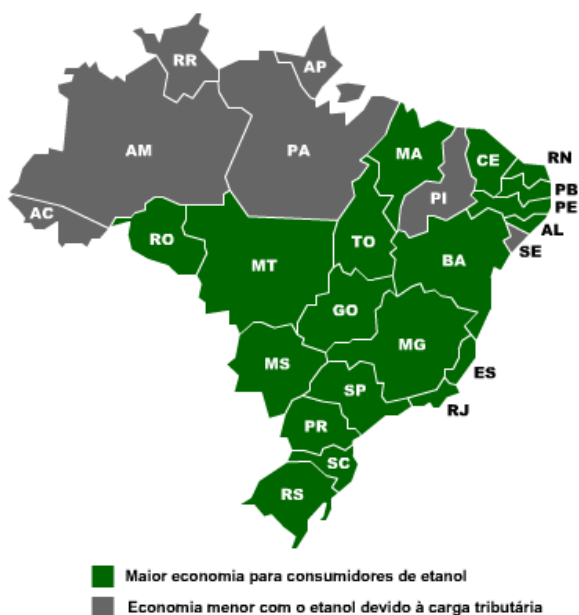 RR
AP
AM
PA
MA
CE
RN
PB
PE
PI
AC
AL
SE
RO
TO
BA
MT
GO
MG
MS
ES
SP
RJ
PR
SC
RS
Maior economia para consumidores de etanol
Economia menor com o etanol devido à carga tributária